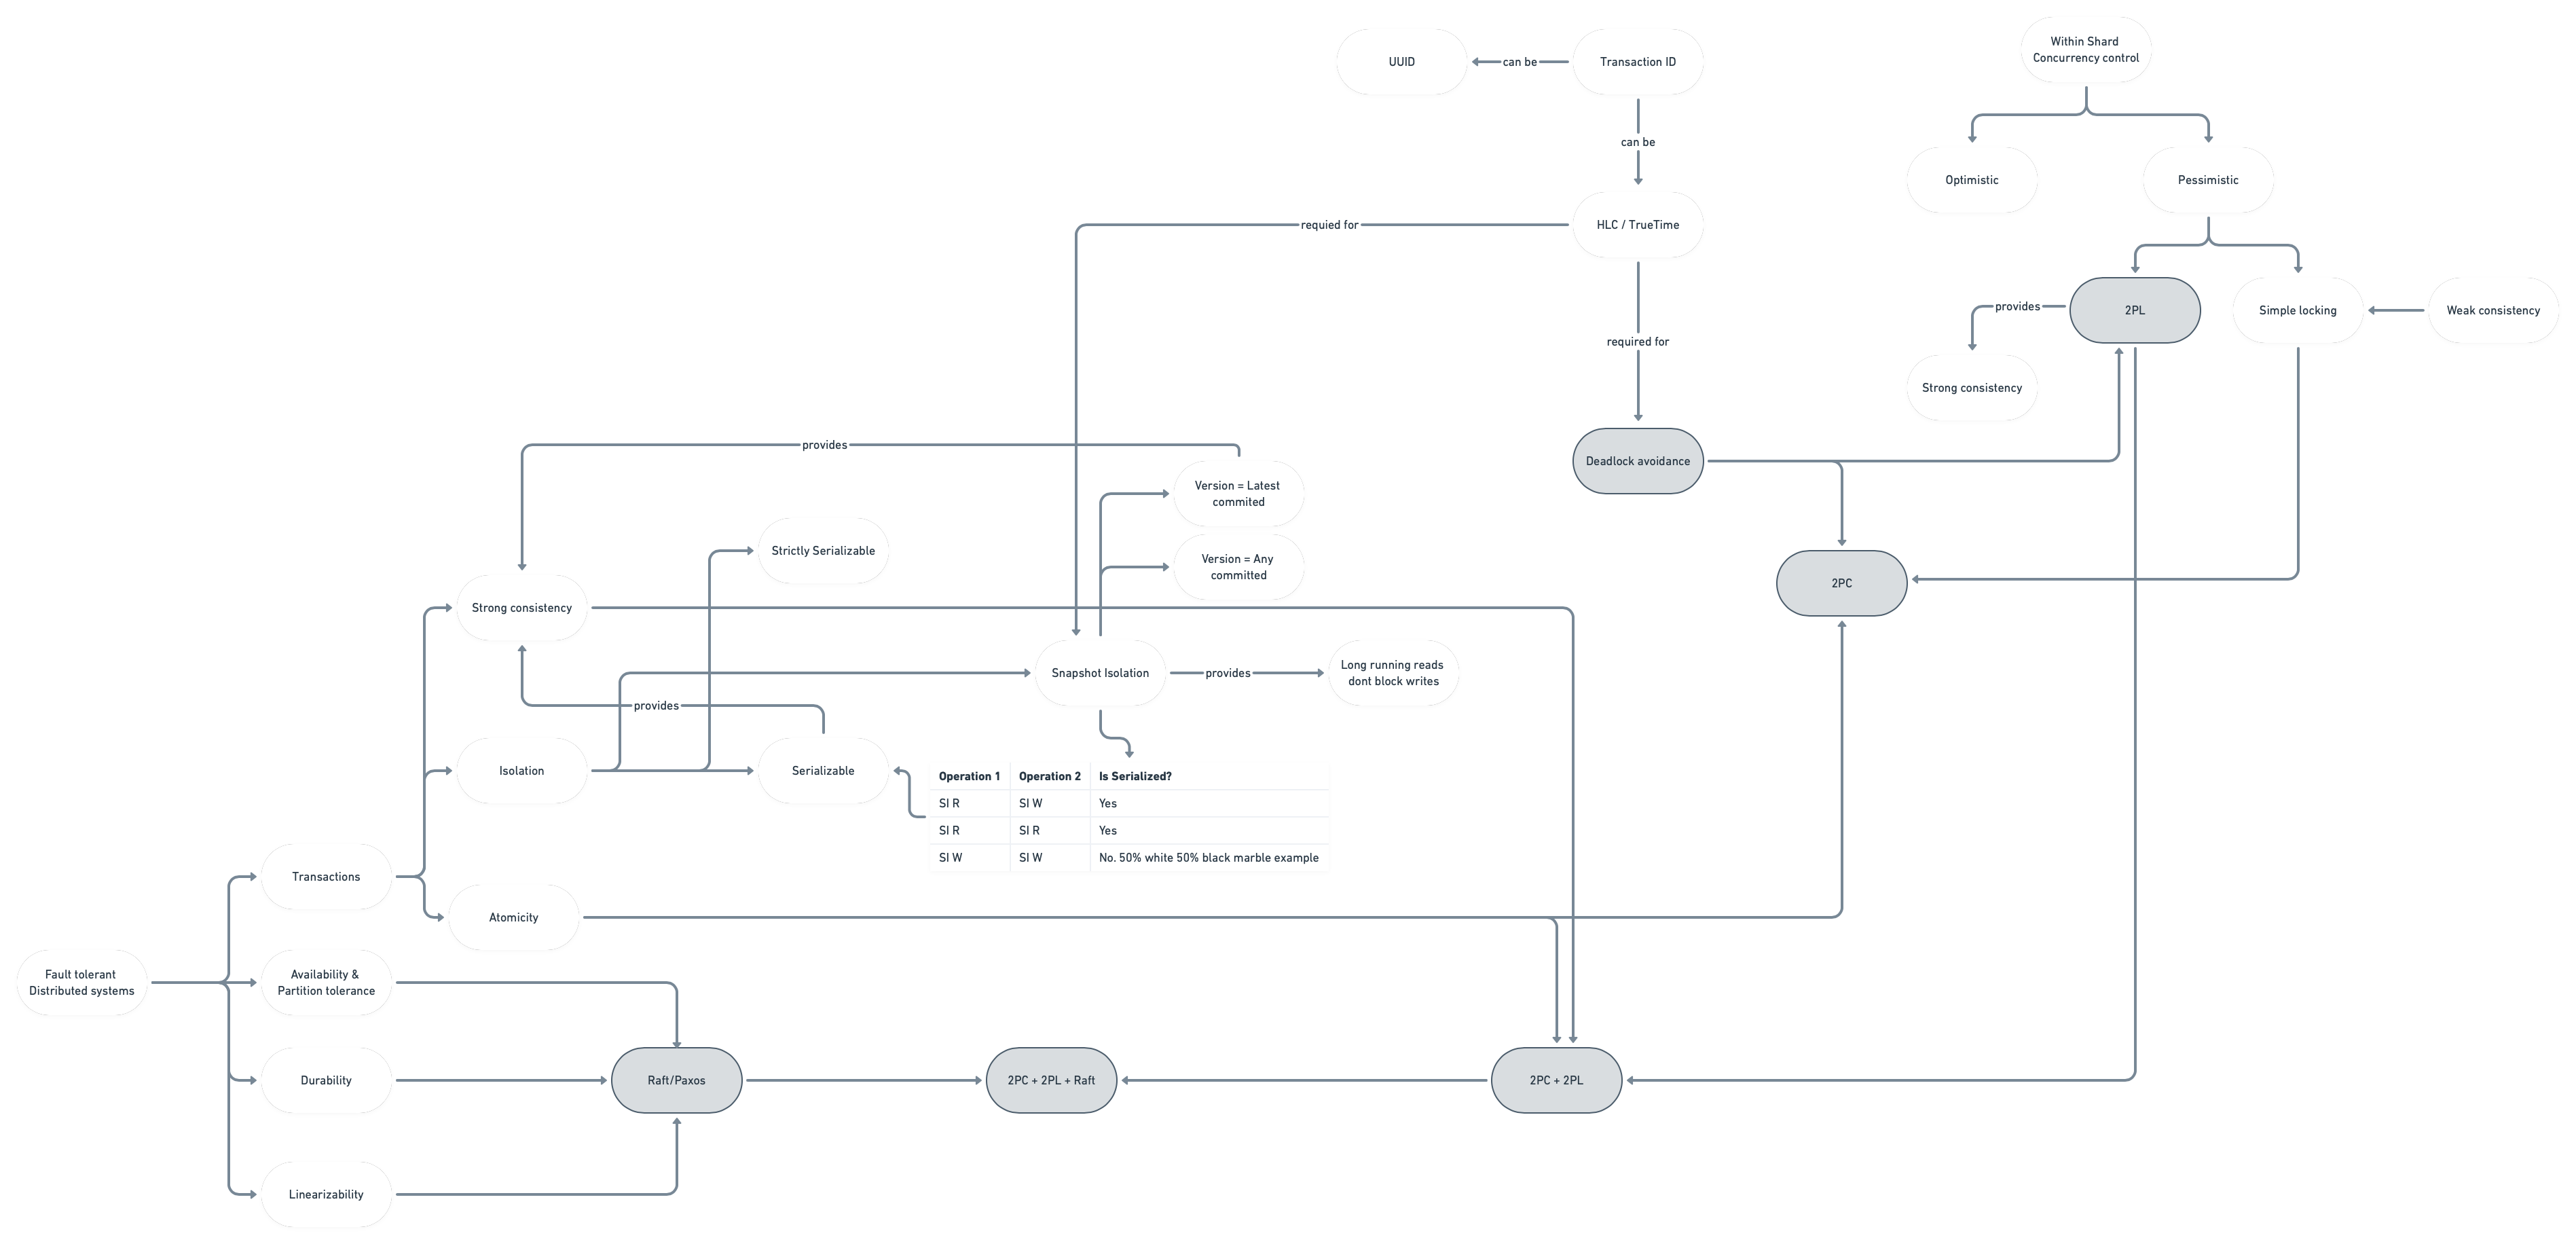 Within Shard
Concurrency control
UUID
can be
Transaction ID
can be
Optimistic
Pessimistic
requied for
HLC / TrueTime
provides
2PL
Simple locking
Weak consistency
required for
Strong consistency
provides
Deadlock avoidance
Version = Latest
commited
Strictly Serializable
Version = Any
committed
2PC
Strong consistency
Snapshot Isolation
provides
Long running reads
dont block writes
provides
Isolation
Serializable
Operation 1 Operation 2 Is Serialized?
SI R SI W Yes
SI R SI R Yes
SI W SI W No. 50% white 50% black marble example
Transactions
Atomicity
Fault tolerant
Distributed systems
Availability &
Partition tolerance
Durability
Raft/Paxos
2PC + 2PL + Raft
2PC + 2PL
Linearizability